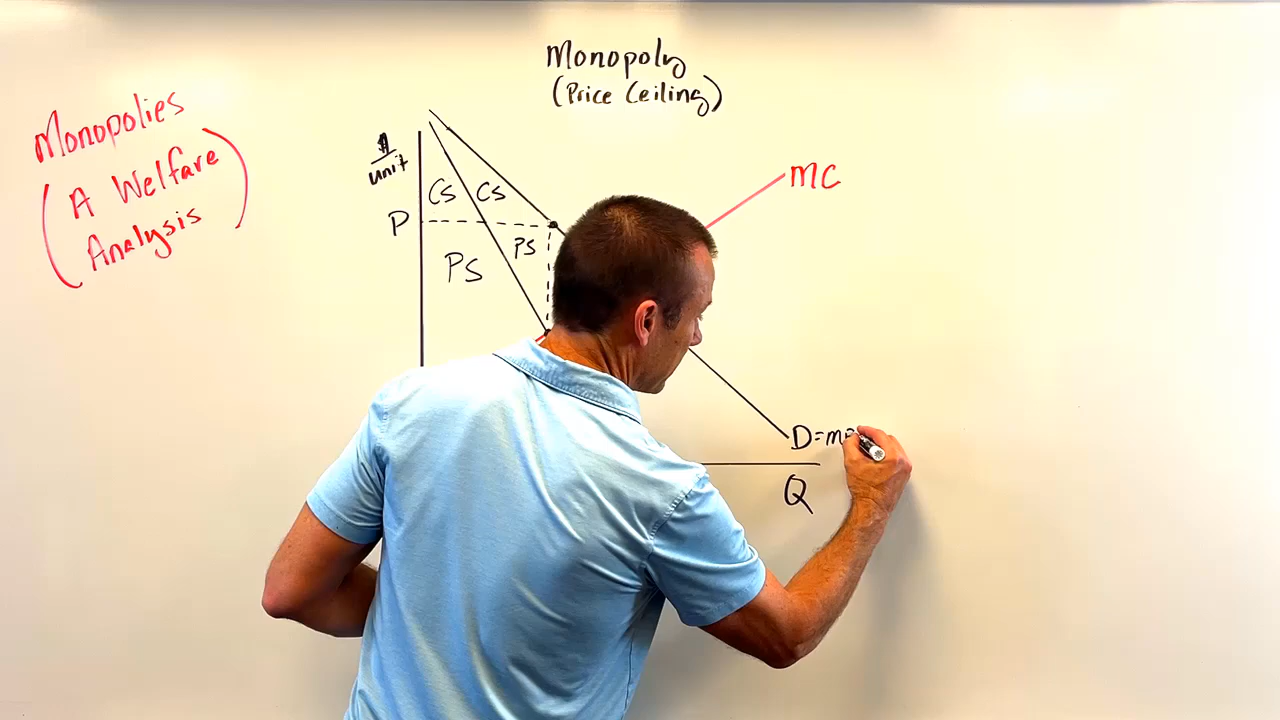 Monopoly
(Price Ceiling)
Monopolies
(A Welfare
Analysis)
$/unit
MC
CS CS
P
PS
PS
D=M
Q